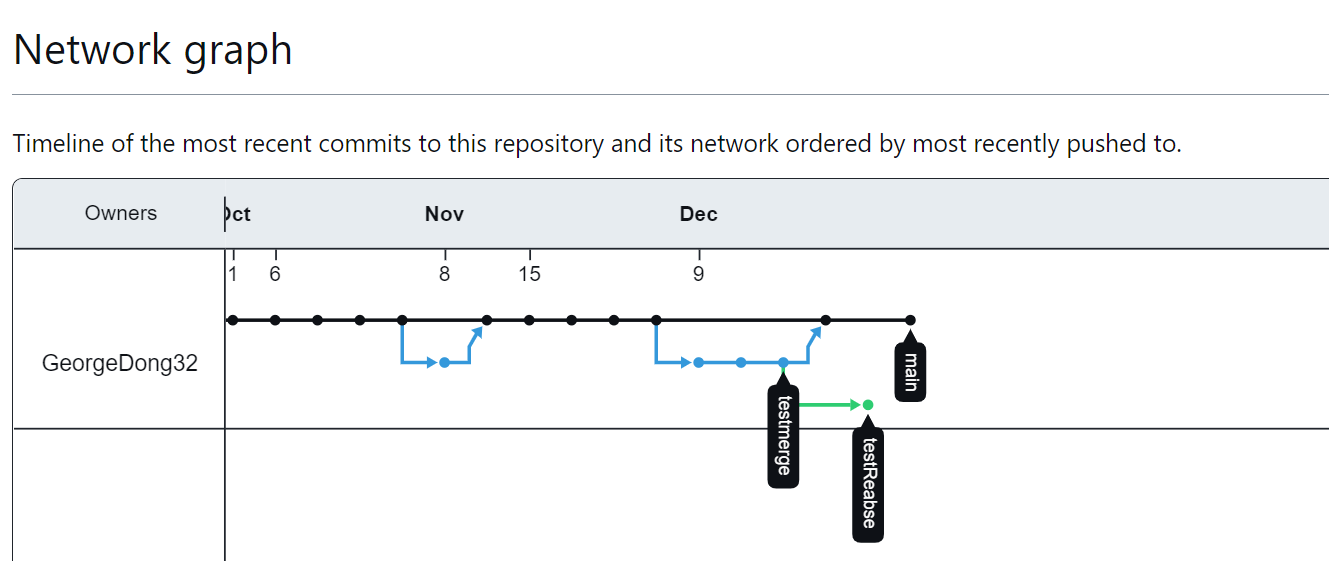 Network graph
Timeline of the most recent commits to this repository and its network ordered by most recently pushed to.
Owners Oct Nov Dec
1 6 8 15 9
GeorgeDong32
main
testmerge
testReabse